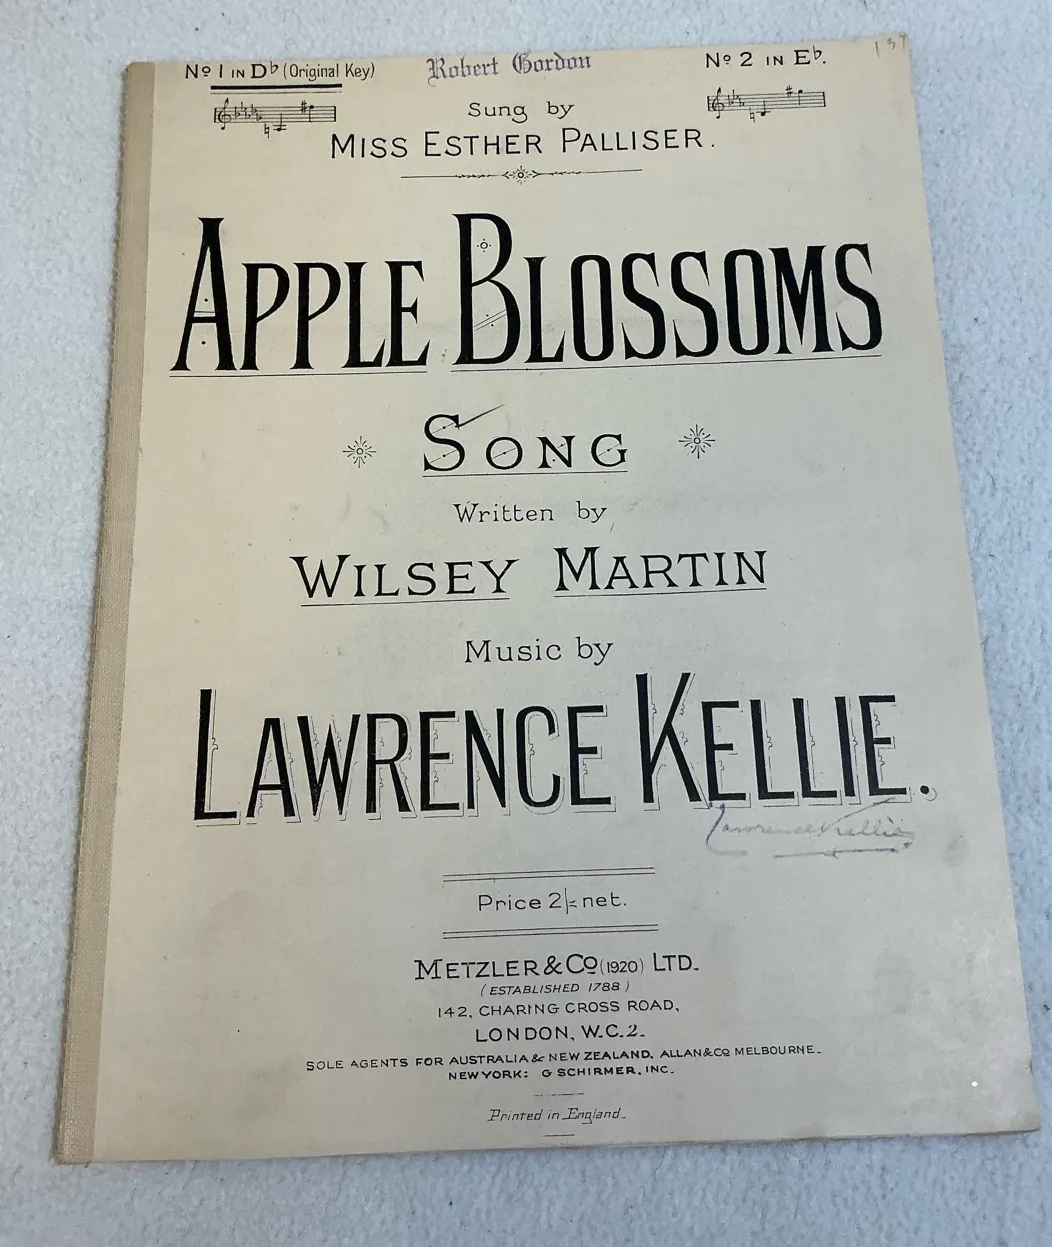 Nº 1 IN D♭ (Original Key)
Robert Gordon
Nº 2 IN E♭.
Sung by
MISS ESTHER PALLISER.
APPLE BLOSSOMS
SONG
Written by
WILSEY MARTIN
Music by
LAWRENCE KELLIE.
Lawrence Kellie
Price 2/= net.
METZLER & Cº (1920) LTD.
(ESTABLISHED 1788)
142, CHARING CROSS ROAD,
LONDON, W.C.2.
SOLE AGENTS FOR AUSTRALIA & NEW ZEALAND, ALLAN & Cº MELBOURNE.
NEW YORK: G SCHIRMER, INC.
Printed in England.